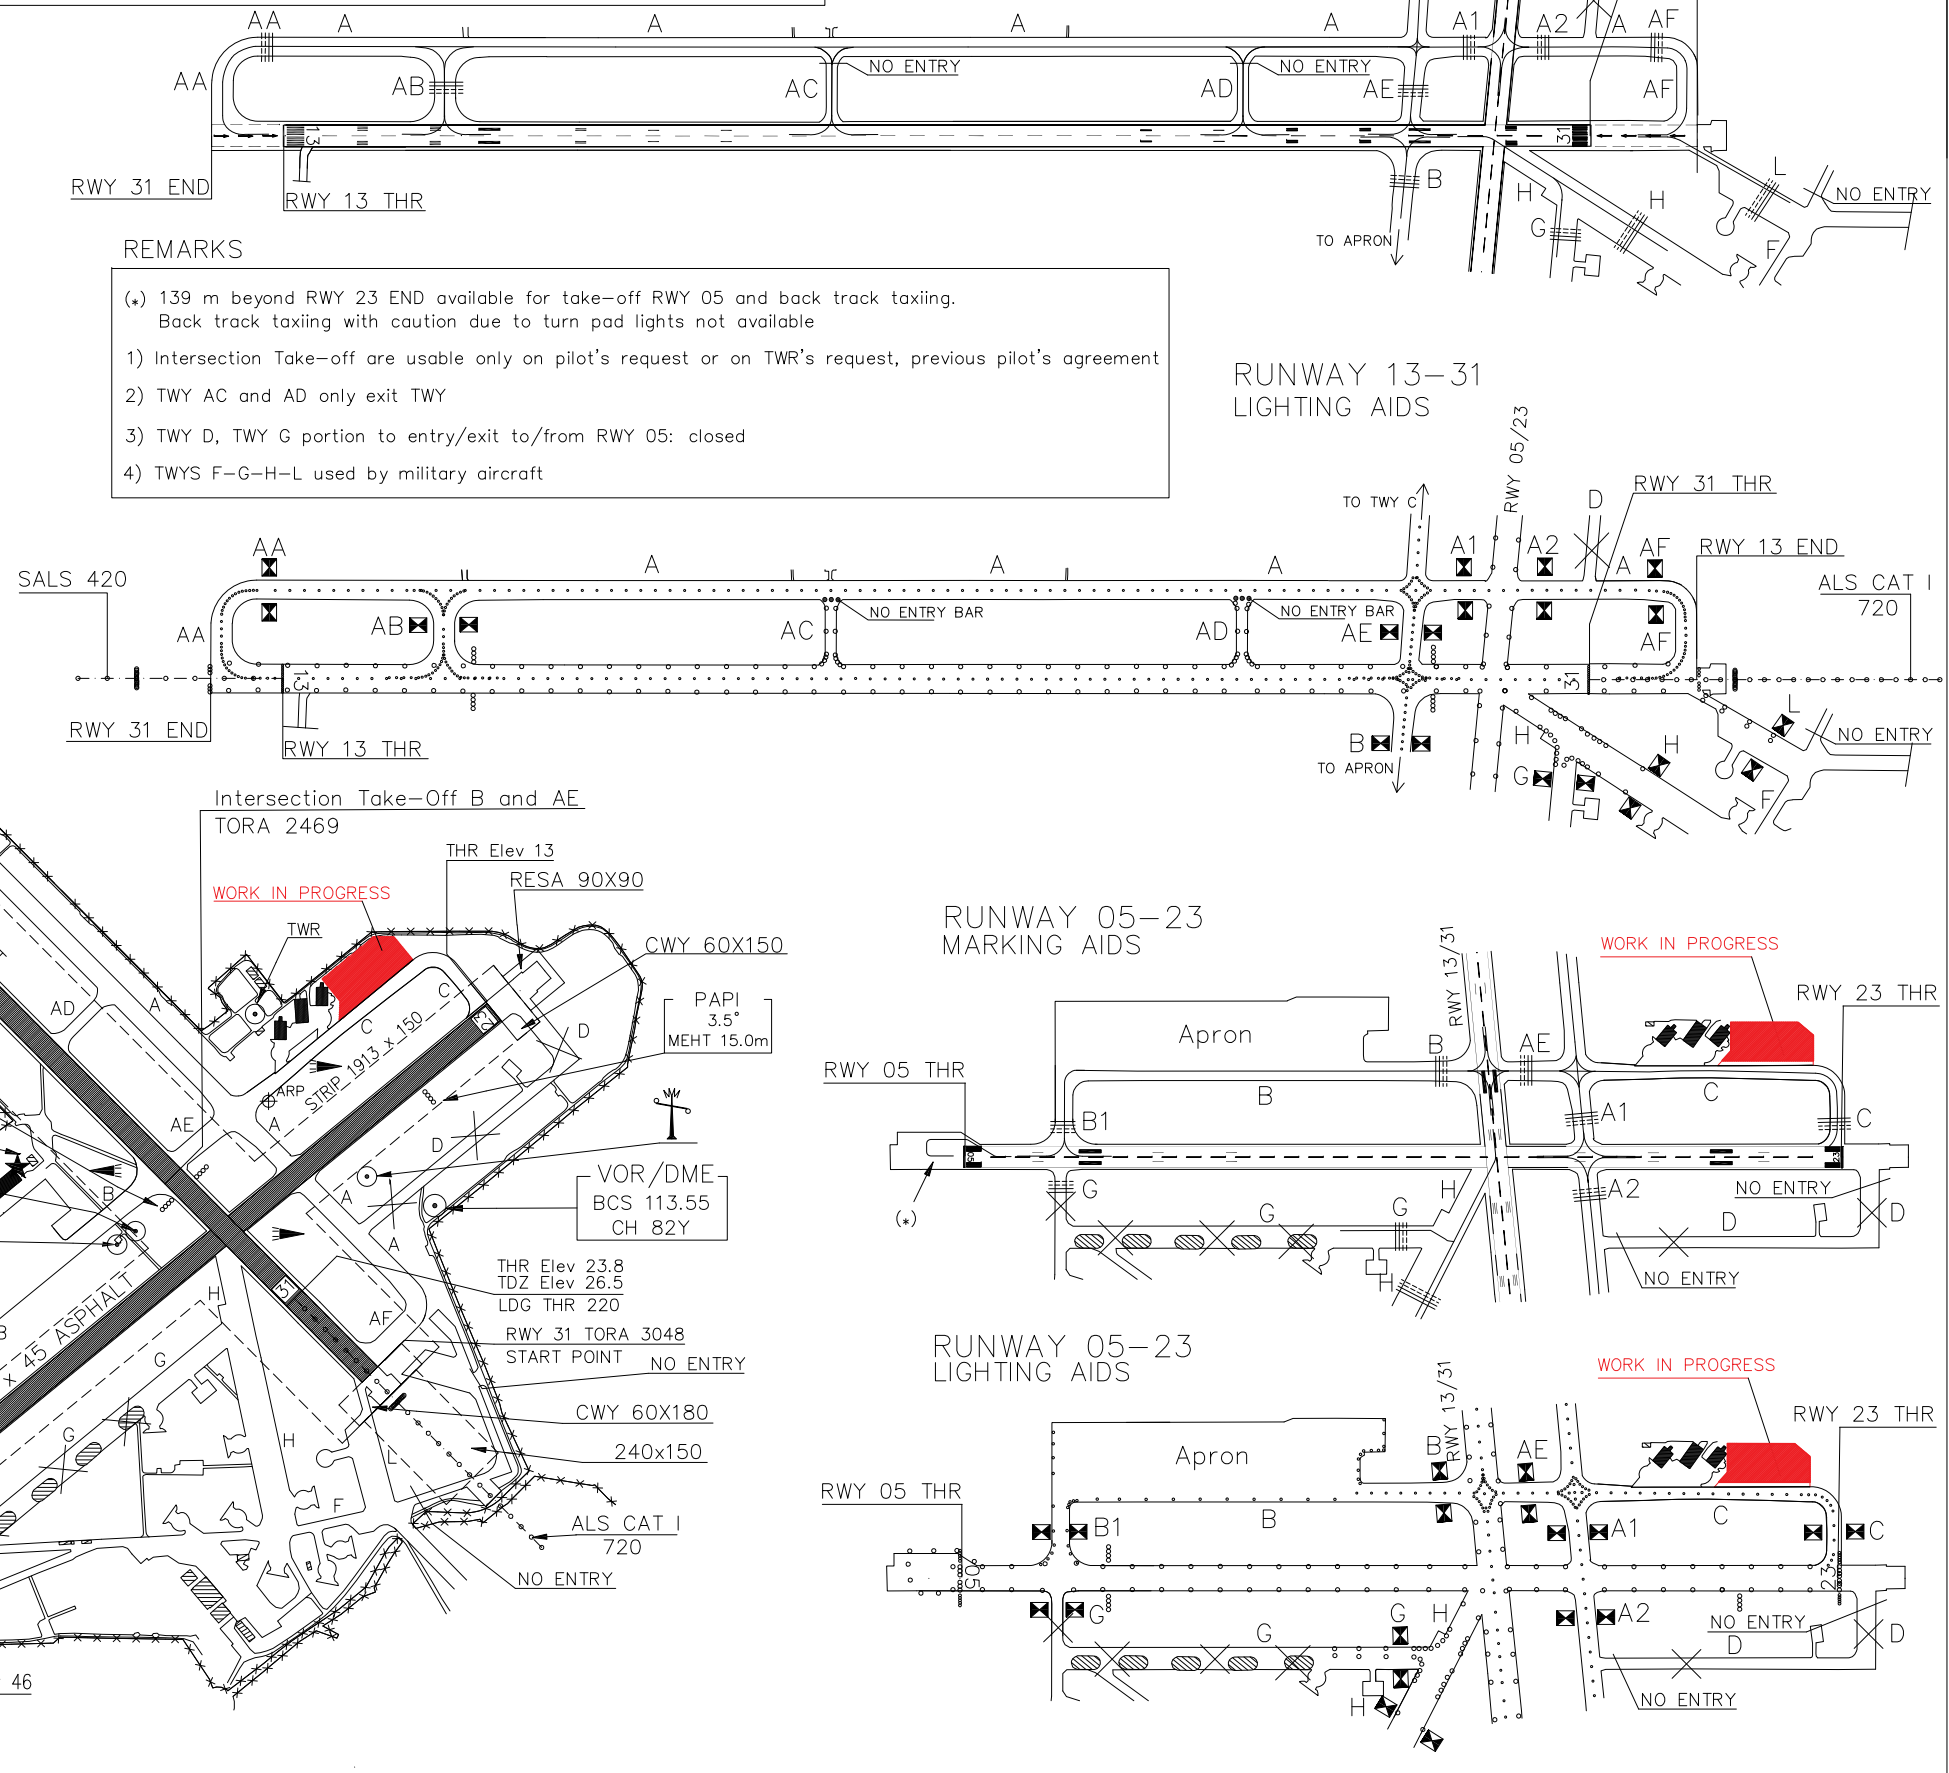 AA
A
A
A
A
A1
A2
A
AF
AA
AB
AC
NO ENTRY
AD
NO ENTRY
AE
AF
13
31
RWY 31 END
RWY 13 THR
B
H
G
H
L
F
NO ENTRY
TO APRON
REMARKS
(*) 139 m beyond RWY 23 END available for take-off RWY 05 and back track taxiing.
Back track taxiing with caution due to turn pad lights not available
1) Intersection Take-off are usable only on pilot's request or on TWR's request, previous pilot's agreement
2) TWY AC and AD only exit TWY
3) TWY D, TWY G portion to entry/exit to/from RWY 05: closed
4) TWYS F-G-H-L used by military aircraft
RUNWAY 13-31
LIGHTING AIDS
RWY 05/23
TO TWY C
D
RWY 31 THR
SALS 420
AA
A
A
A
A1
A2
A
AF
RWY 13 END
ALS CAT I
720
AA
AB
AC
NO ENTRY BAR
AD
NO ENTRY BAR
AE
AF
13
31
RWY 31 END
RWY 13 THR
B
TO APRON
H
G
H
L
F
NO ENTRY
Intersection Take-Off B and AE
TORA 2469
THR Elev 13
RESA 90X90
WORK IN PROGRESS
TWR
CWY 60X150
AD
A
C
C
23
D
PAPI
3.5°
MEHT 15.0m
STRIP 1913 x 150
ARP
AE
A
D
B
A
A
VOR/DME
BCS 113.55
CH 82Y
THR Elev 23.8
TDZ Elev 26.5
LDG THR 220
31
H
AF
RWY 31 TORA 3048
START POINT
NO ENTRY
B
x 45 ASPHALT
G
CWY 60X180
240x150
G
H
L
F
ALS CAT I
720
NO ENTRY
46
RUNWAY 05-23
MARKING AIDS
RWY 13/31
WORK IN PROGRESS
RWY 23 THR
Apron
B
AE
RWY 05 THR
B
B1
A1
C
C
05
23
(*)
G
G
G
H
A2
NO ENTRY
D
D
H
NO ENTRY
RUNWAY 05-23
LIGHTING AIDS
RWY 13/31
WORK IN PROGRESS
RWY 23 THR
Apron
B
AE
RWY 05 THR
B1
B
A1
C
C
05
23
G
G
G
H
A2
NO ENTRY
D
D
H
NO ENTRY